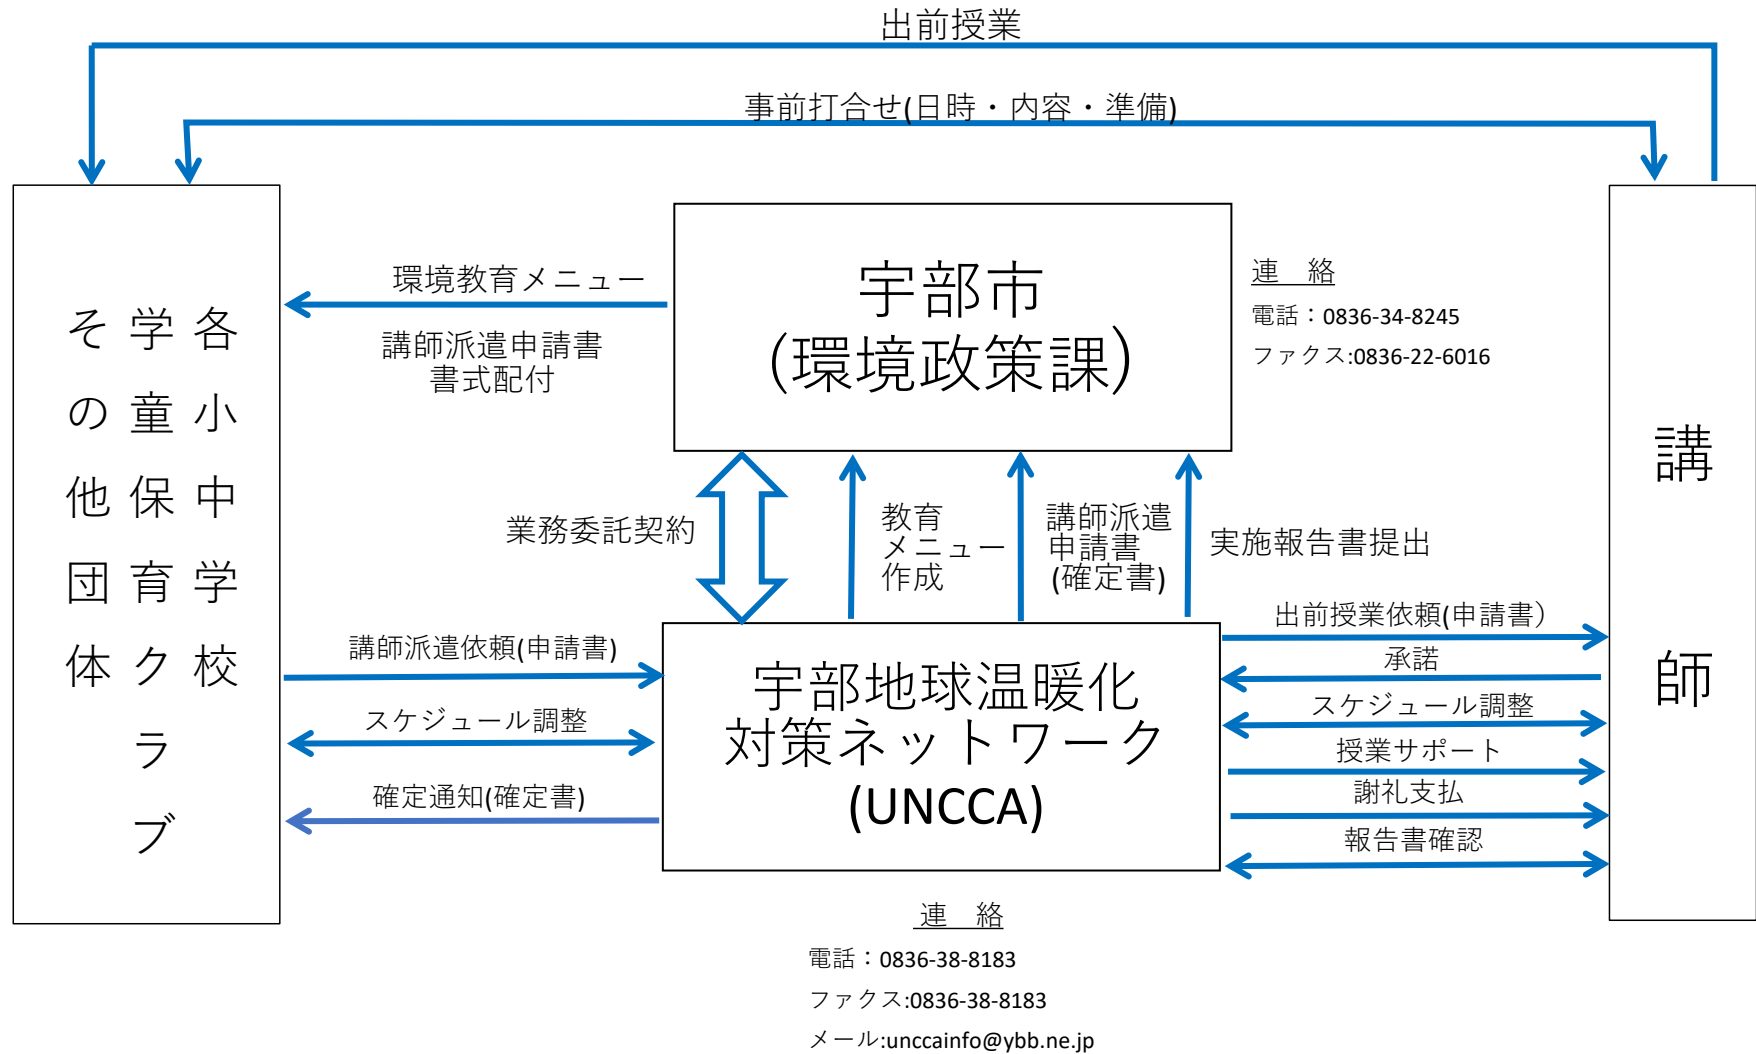 出前授業
事前打合せ(日時・内容・準備)
各小中学校
学童保育クラブ
その他団体
環境教育メニュー
講師派遣申請書
書式配付
宇部市
(環境政策課)
連　絡
電話：0836-34-8245
ファクス:0836-22-6016
講師
業務委託契約
教育
メニュー
作成
講師派遣
申請書
(確定書)
実施報告書提出
講師派遣依頼(申請書)
スケジュール調整
確定通知(確定書)
宇部地球温暖化
対策ネットワーク
(UNCCA)
出前授業依頼(申請書）
承諾
スケジュール調整
授業サポート
謝礼支払
報告書確認
連　絡
電話：0836-38-8183
ファクス:0836-38-8183
メール:unccainfo@ybb.ne.jp